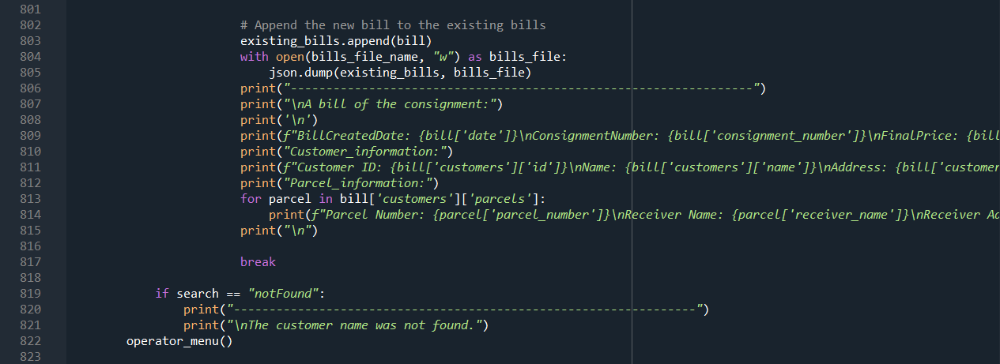 801
802 # Append the new bill to the existing bills
803 existing_bills.append(bill)
804 with open(bills_file_name, "w") as bills_file:
805 json.dump(existing_bills, bills_file)
806 print("-----------------------------------------------------------------")
807 print("\nA bill of the consignment:")
808 print('\n')
809 print(f"BillCreatedDate: {bill['date']}\nConsignmentNumber: {bill['consignment_number']}\nFinalPrice: {bill
810 print("Customer_information:")
811 print(f"Customer ID: {bill['customers']['id']}\nName: {bill['customers']['name']}\nAddress: {bill['customer
812 print("Parcel_information:")
813 for parcel in bill['customers']['parcels']:
814 print(f"Parcel Number: {parcel['parcel_number']}\nReceiver Name: {parcel['receiver_name']}\nReceiver Ad
815 print("\n")
816
817 break
818
819 if search == "notFound":
820 print("-----------------------------------------------------------------")
821 print("\nThe customer name was not found.")
822 operator_menu()
823